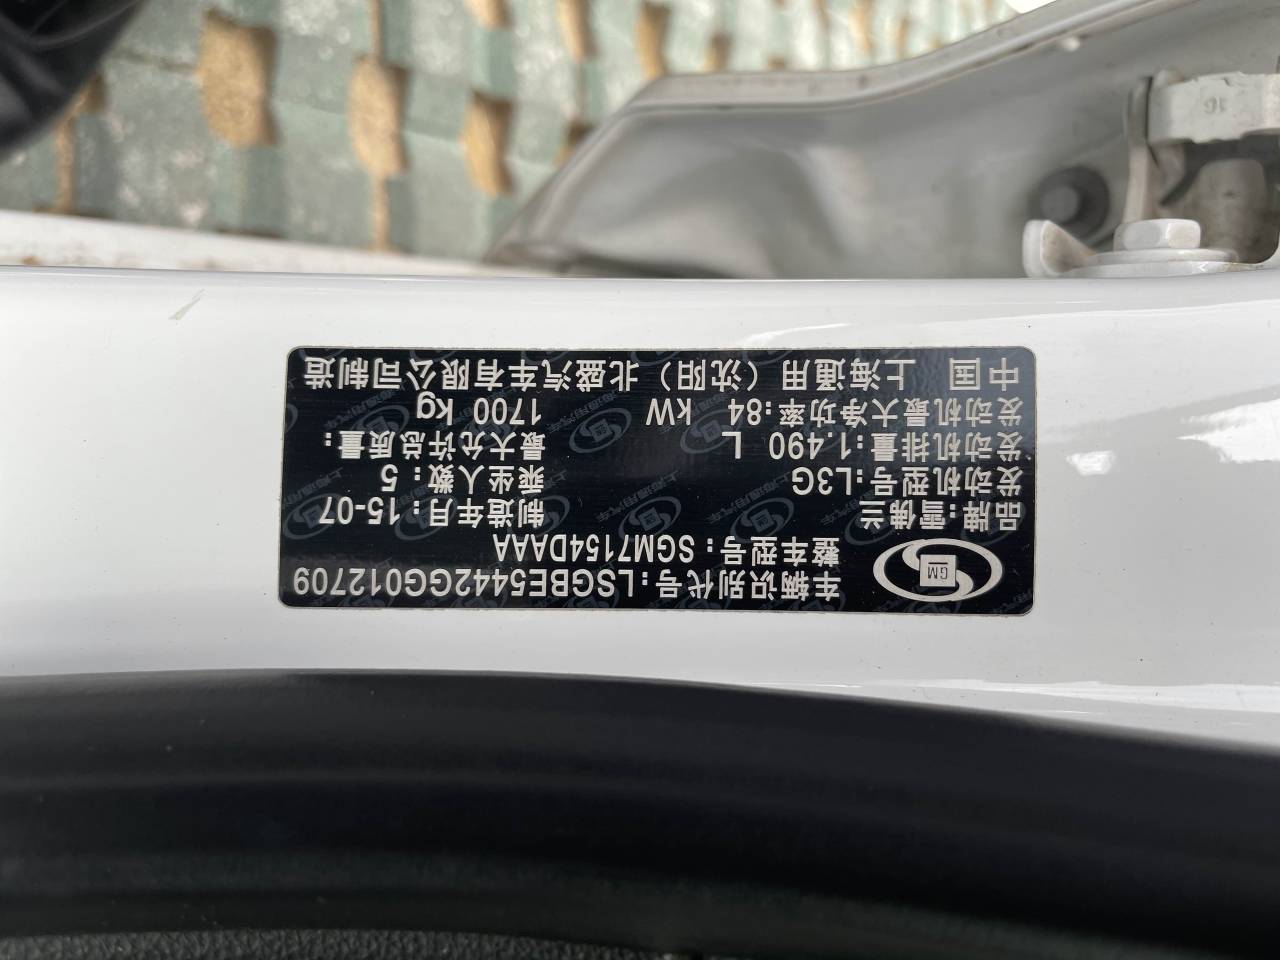 车辆识别代号:LSGBE5442GG012709
整车型号:SGM7154DAAA
GM
品牌:雪佛兰 制造年月:15-07
发动机型号:L3G 乘坐人数:5
发动机排量:1.490 L 最大允许总质量:
发动机最大净功率:84 kW 1700 kg
中国 上海通用(沈阳)北盛汽车有限公司制造
16